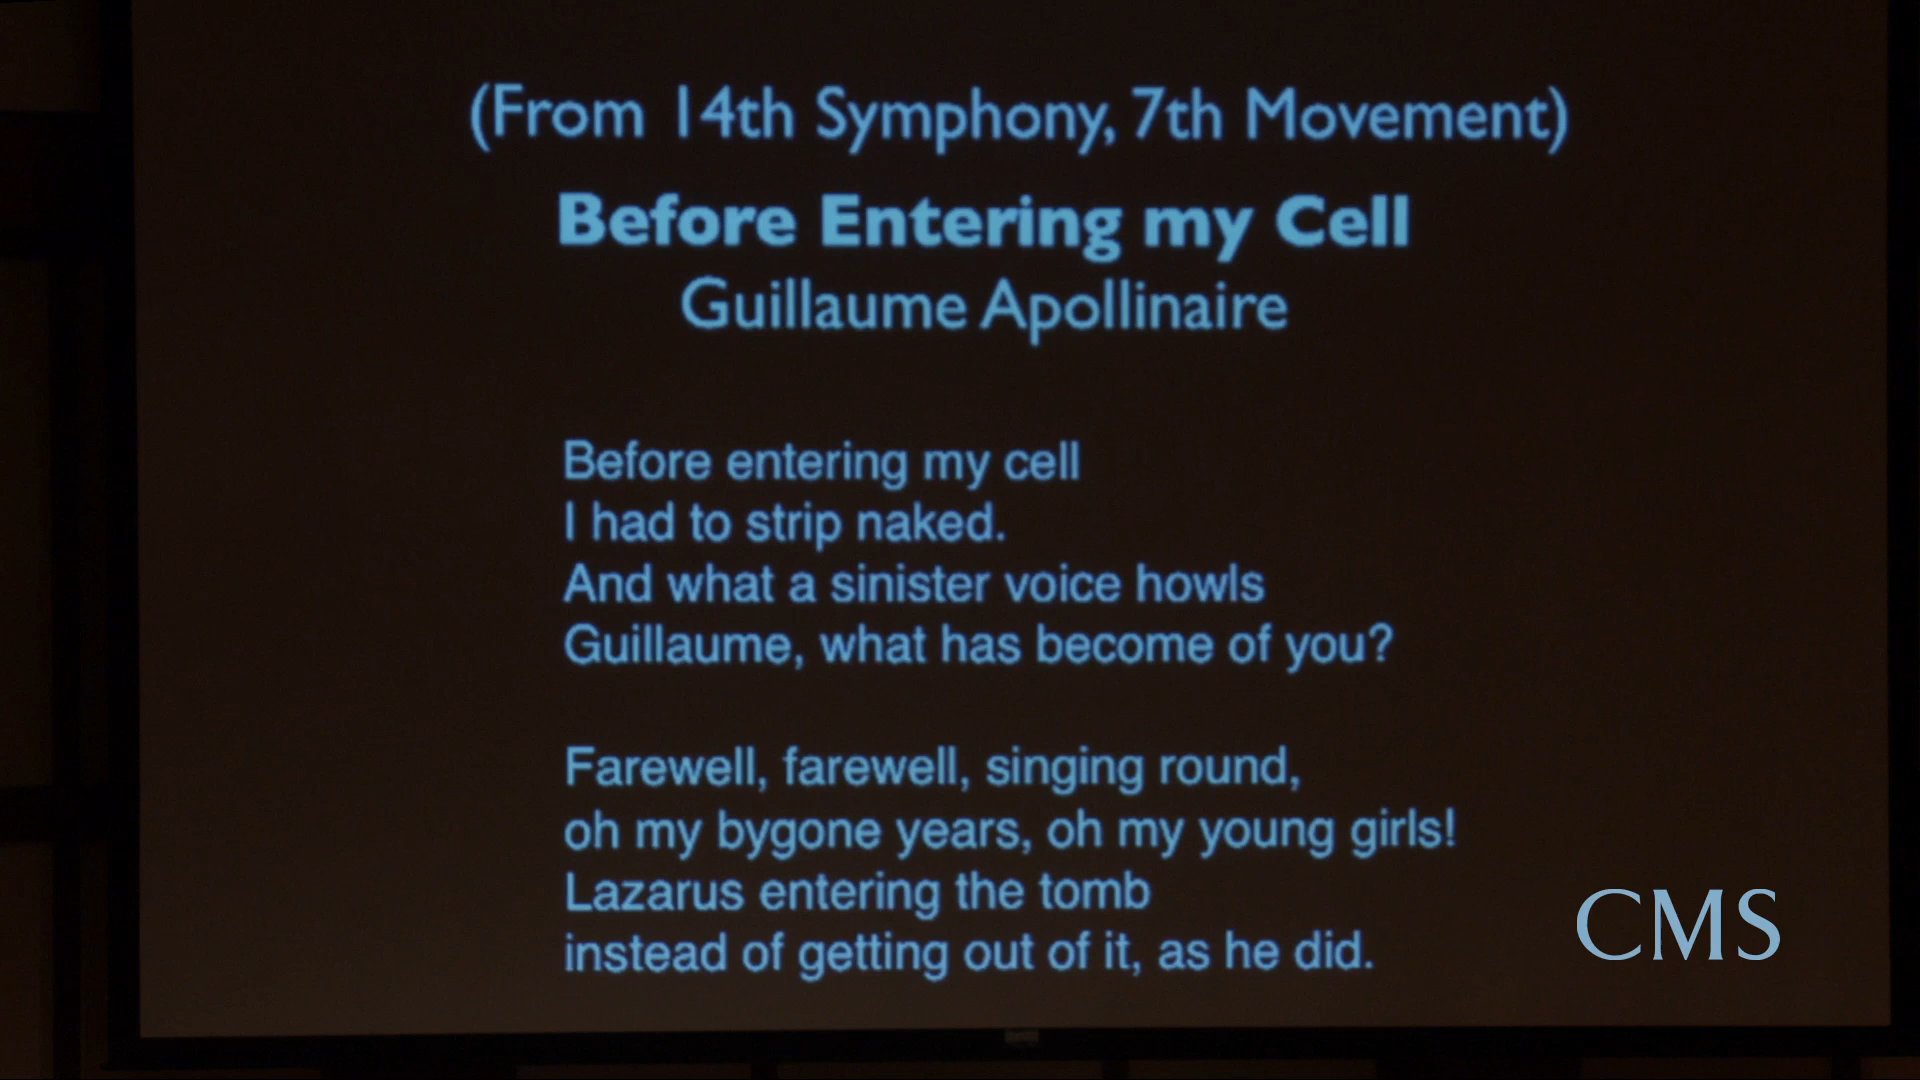 (From 14th Symphony, 7th Movement)
Before Entering my Cell
Guillaume Apollinaire
Before entering my cell
I had to strip naked.
And what a sinister voice howls
Guillaume, what has become of you?
Farewell, farewell, singing round,
oh my bygone years, oh my young girls!
Lazarus entering the tomb
instead of getting out of it, as he did.
CMS